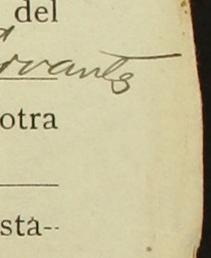 del
rvantes
otra
sta--